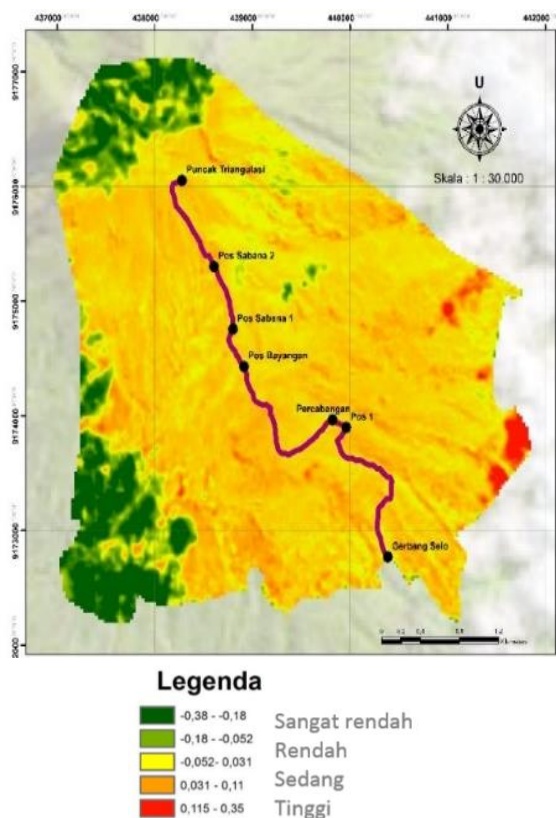 437000 438000 439000 440000 441000 442000
9177000
U
Skala : 1 : 30.000
Puncak Triangulasi
Pos Sabana 2
9175000
Pos Sabana 1
Pos Bayangan
Percabangan
Pos 1
9174000
9173000
Gerbang Selo
Legenda
-0,38 - -0,18 Sangat rendah
-0,18 - -0,052 Rendah
-0,052- 0,031 Sedang
0,031 - 0,11 Tinggi
0,115 - 0,35